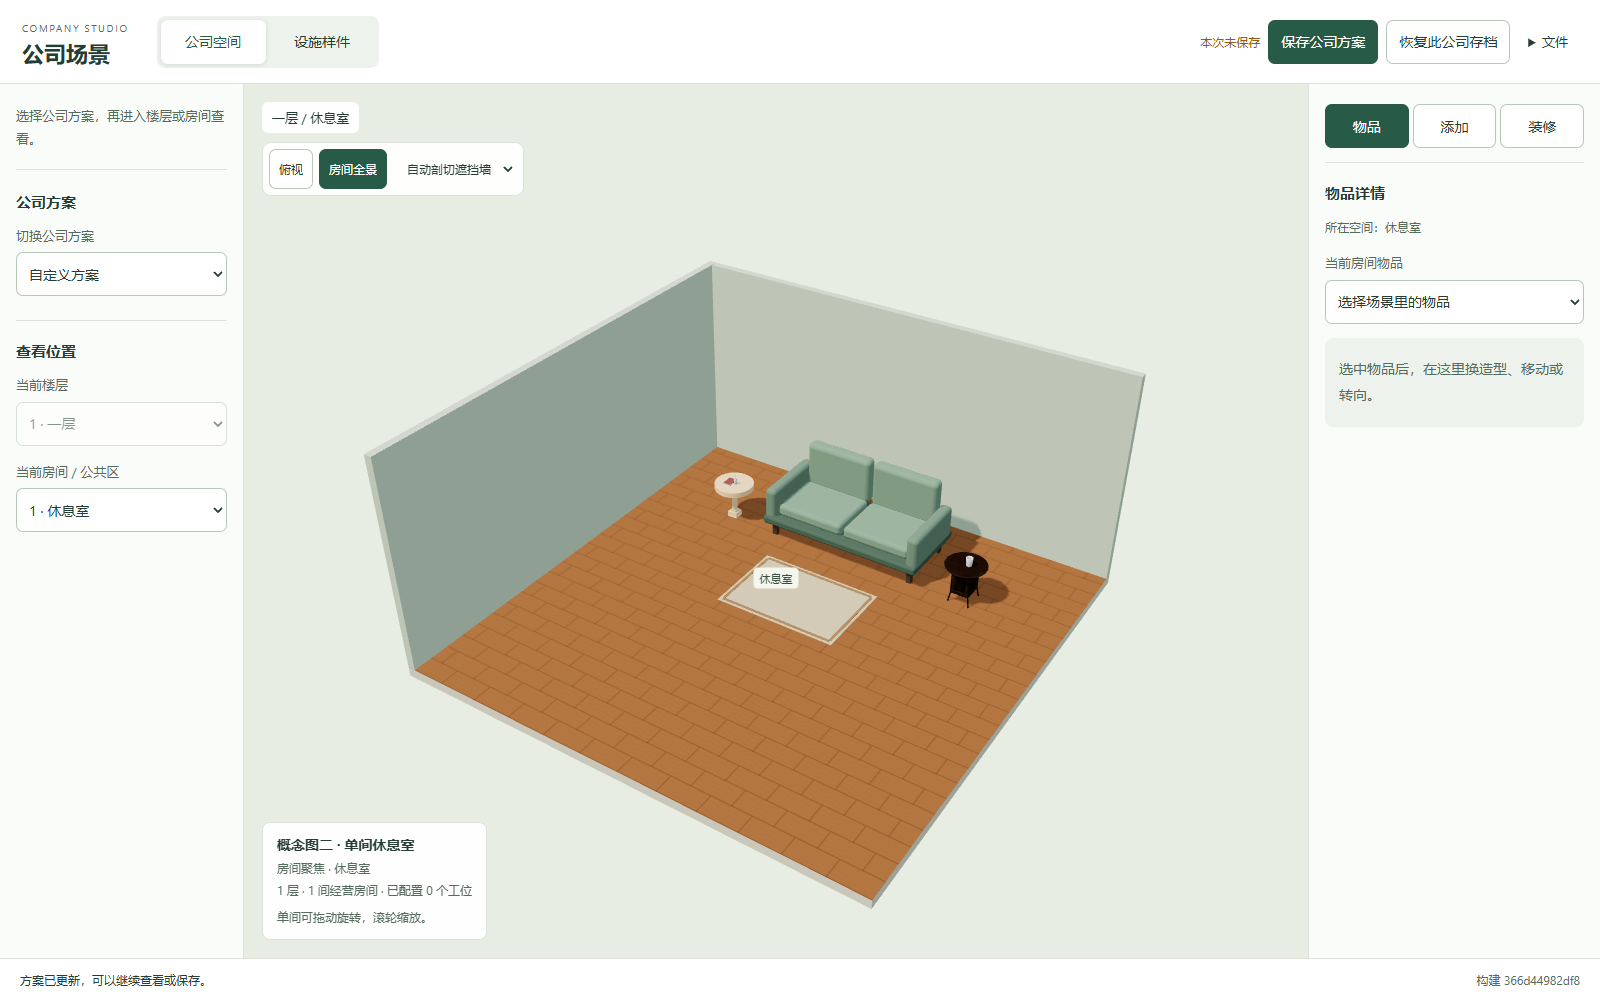 COMPANY STUDIO
公司场景
公司空间
设施样件
本次未保存
保存公司方案
恢复此公司存档
▶ 文件
选择公司方案，再进入楼层或房间查看。
公司方案
切换公司方案
自定义方案
查看位置
当前楼层
1 · 一层
当前房间 / 公共区
1 · 休息室
一层 / 休息室
俯视
房间全景
自动剖切遮挡墙
休息室
概念图二 · 单间休息室
房间聚焦 · 休息室
1 层 · 1 间经营房间 · 已配置 0 个工位
单间可拖动旋转，滚轮缩放。
物品
添加
装修
物品详情
所在空间：休息室
当前房间物品
选择场景里的物品
选中物品后，在这里换造型、移动或转向。
方案已更新，可以继续查看或保存。
构建 366d44982df8